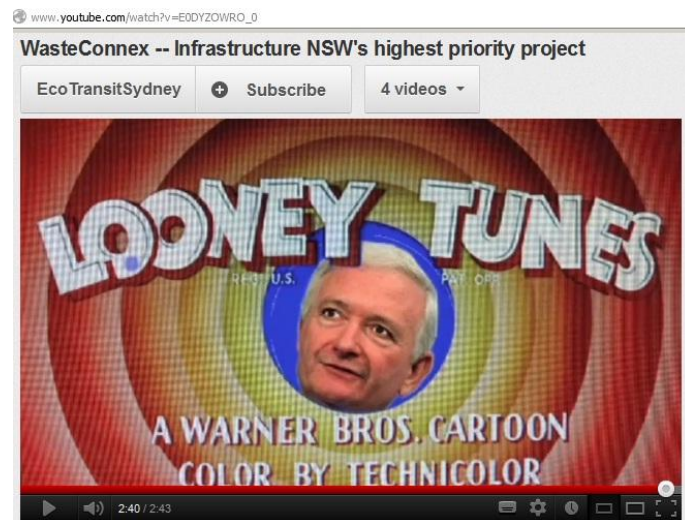 www.youtube.com/watch?v=E0DYZOWRO_0
WasteConnex -- Infrastructure NSW's highest priority project
EcoTransitSydney Subscribe 4 videos
LOONEY TUNES
REG. U.S. PAT. OFF.
A WARNER BROS. CARTOON
COLOR BY TECHNICOLOR
2:40 / 2:43